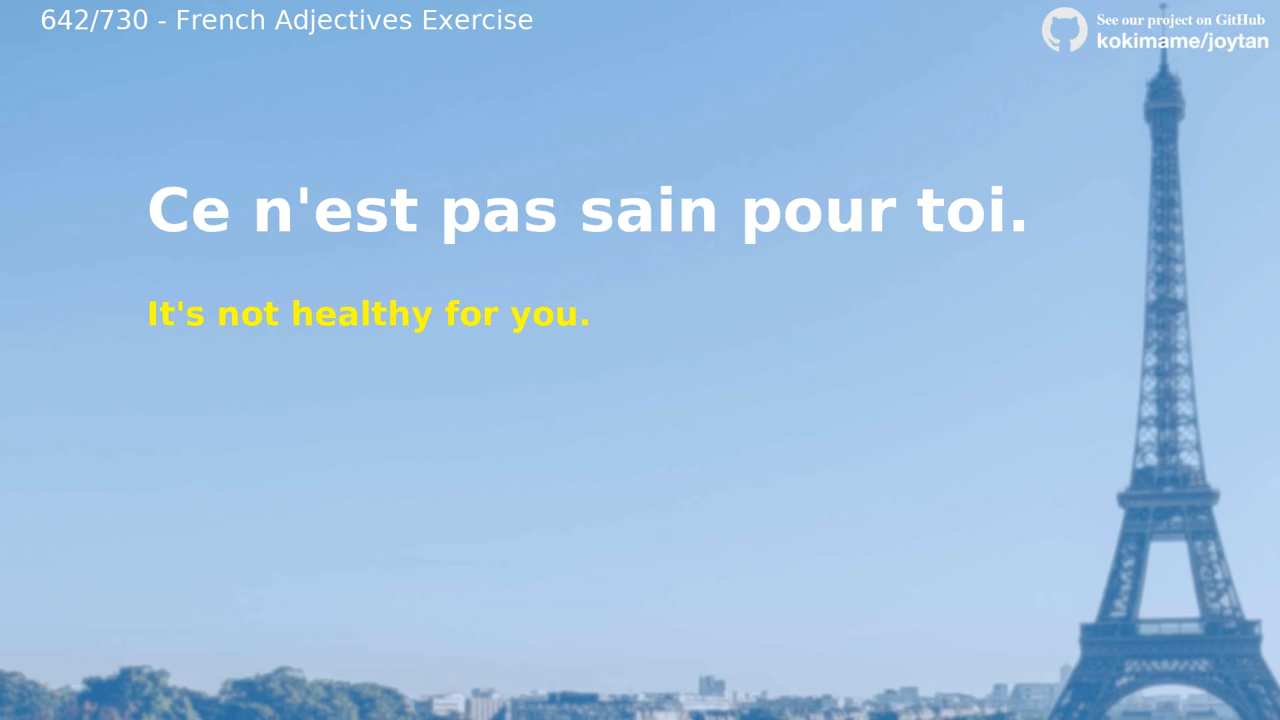 642/730 - French Adjectives Exercise
See our project on GitHub
kokimame/joytan
Ce n'est pas sain pour toi.
It's not healthy for you.